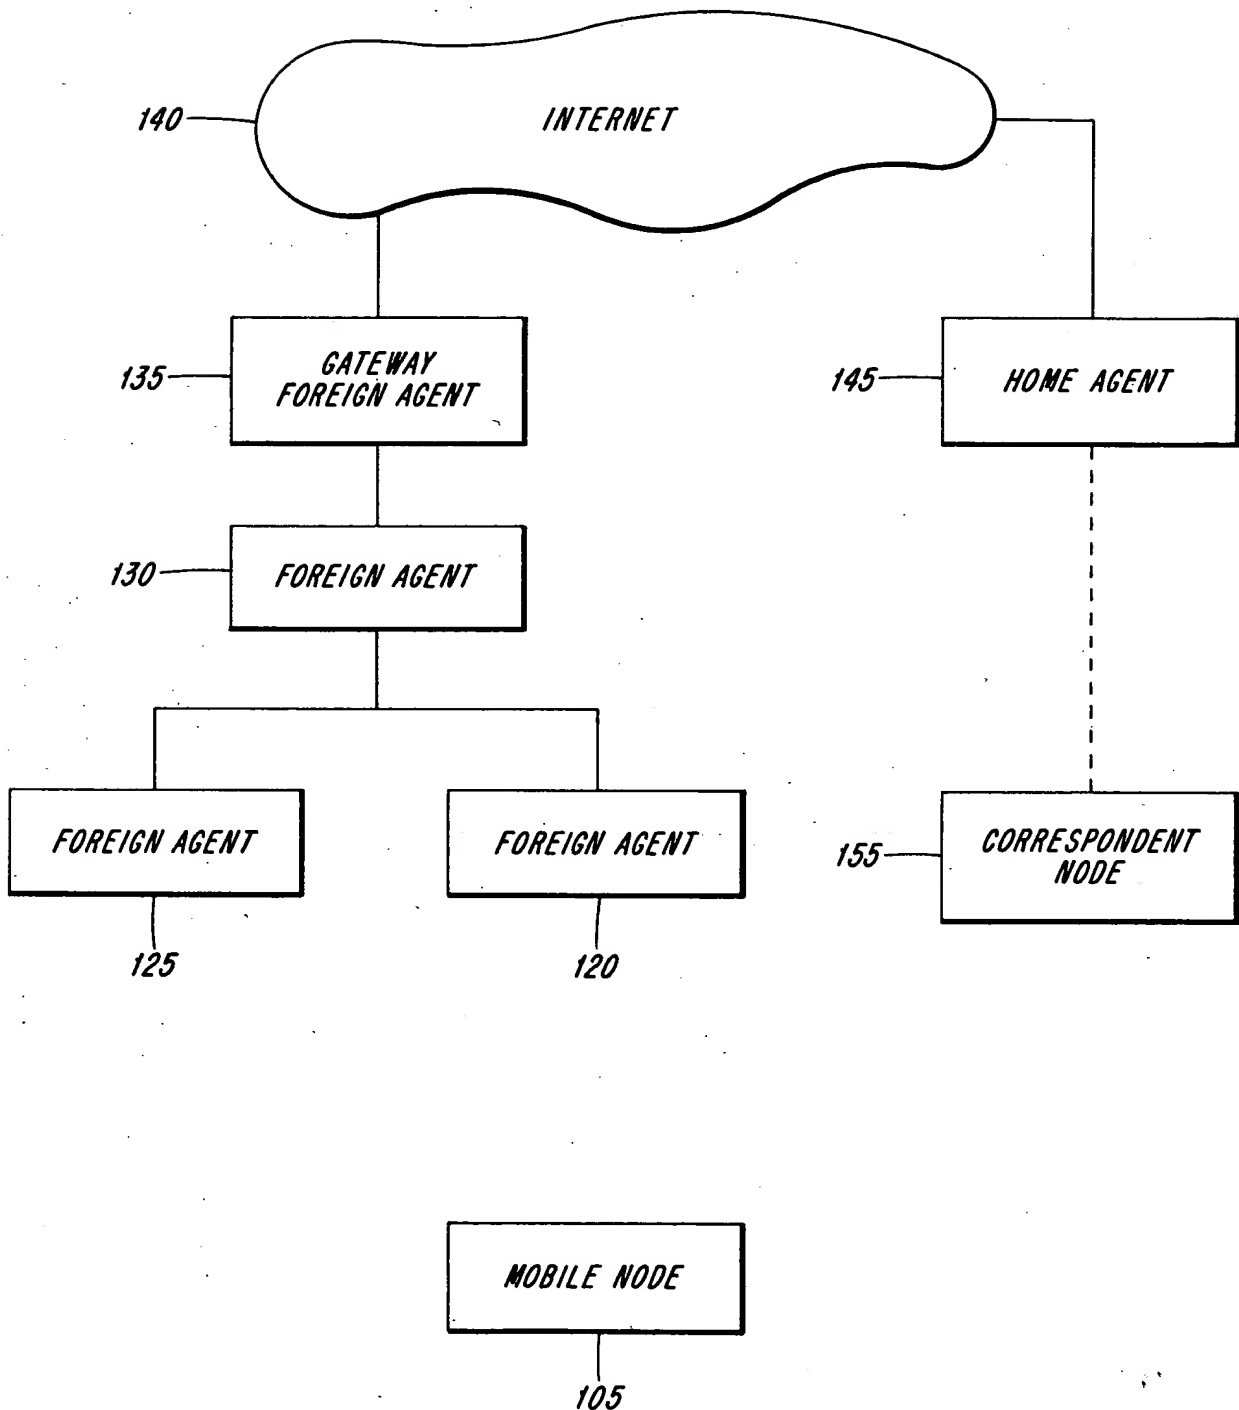 140
INTERNET
135
GATEWAY
FOREIGN AGENT
145
HOME AGENT
130
FOREIGN AGENT
FOREIGN AGENT
FOREIGN AGENT
155
CORRESPONDENT
NODE
125
120
MOBILE NODE
105